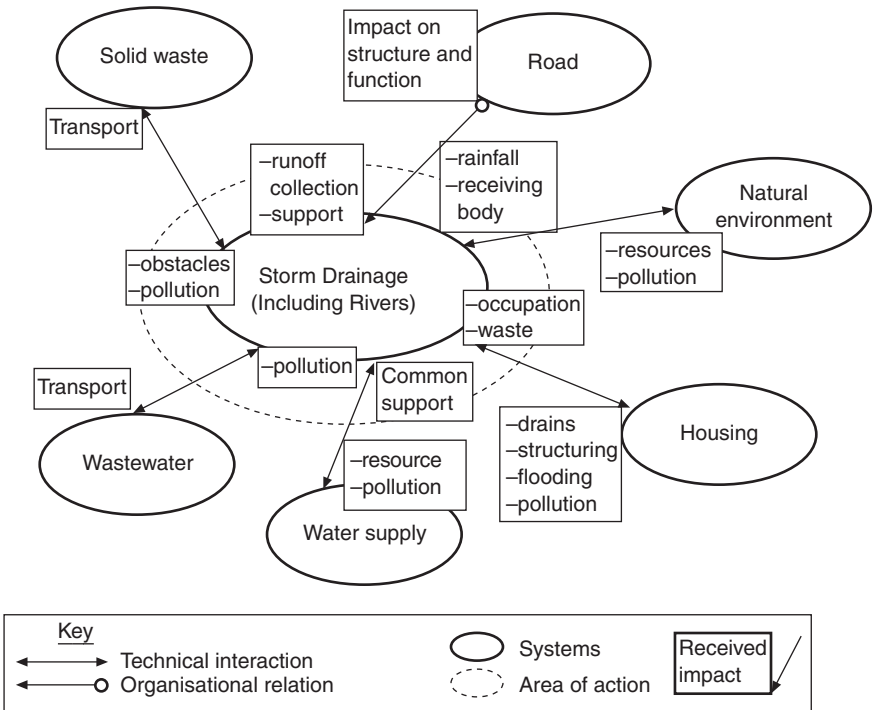 Solid waste
Transport
Impact on
structure and
function
Road
–runoff
collection
–support
–rainfall
–receiving
body
Natural
environment
–resources
–pollution
–obstacles
–pollution
Storm Drainage
(Including Rivers)
–occupation
–waste
–pollution
Common
support
Transport
Wastewater
–resource
–pollution
Water supply
–drains
–structuring
–flooding
–pollution
Housing
Key
Technical interaction
Organisational relation
Systems
Area of action
Received
impact